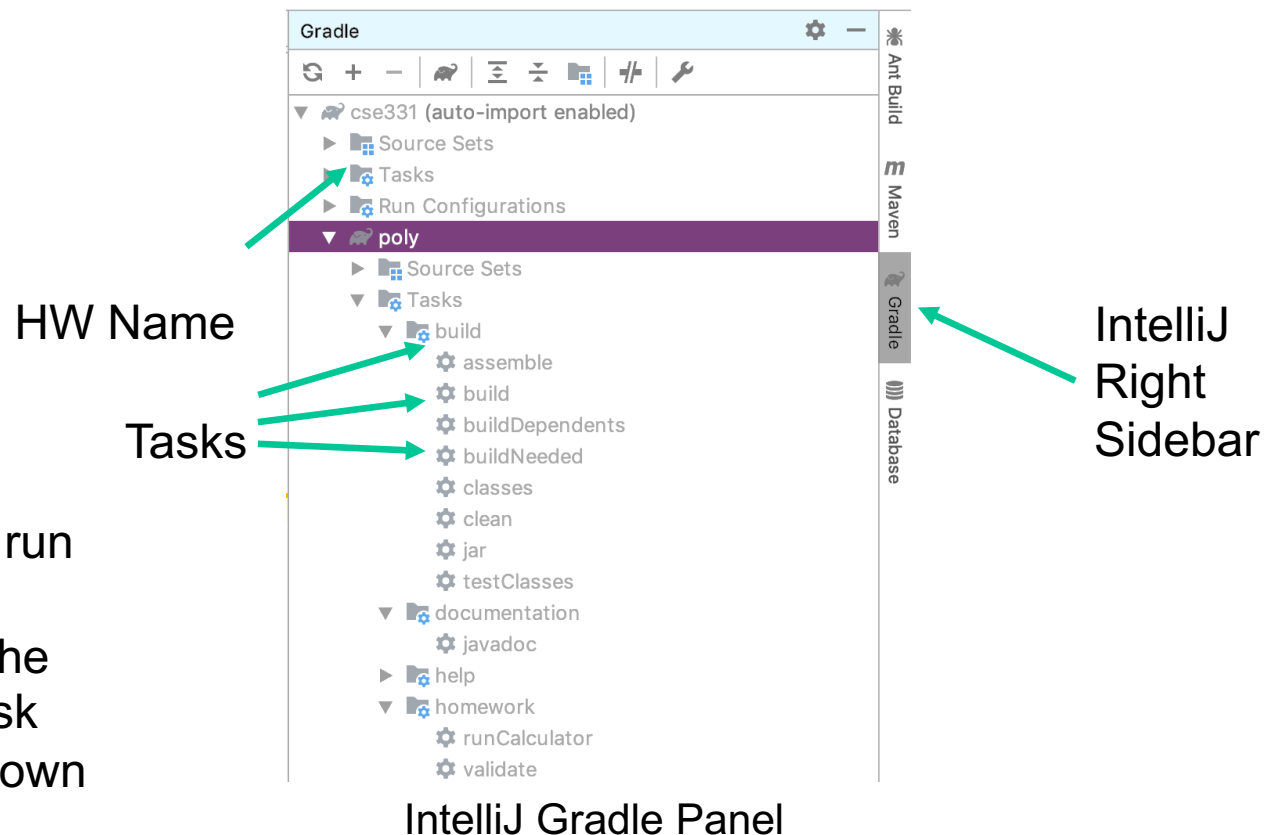 Gradle
cse331 (auto-import enabled)
Source Sets
Tasks
Run Configurations
poly
Source Sets
Tasks
build
assemble
build
buildDependents
buildNeeded
classes
clean
jar
testClasses
documentation
javadoc
help
homework
runCalculator
validate
Ant Build
m Maven
Gradle
Database
HW Name
Tasks
run
he
sk
own
IntelliJ
Right
Sidebar
IntelliJ Gradle Panel